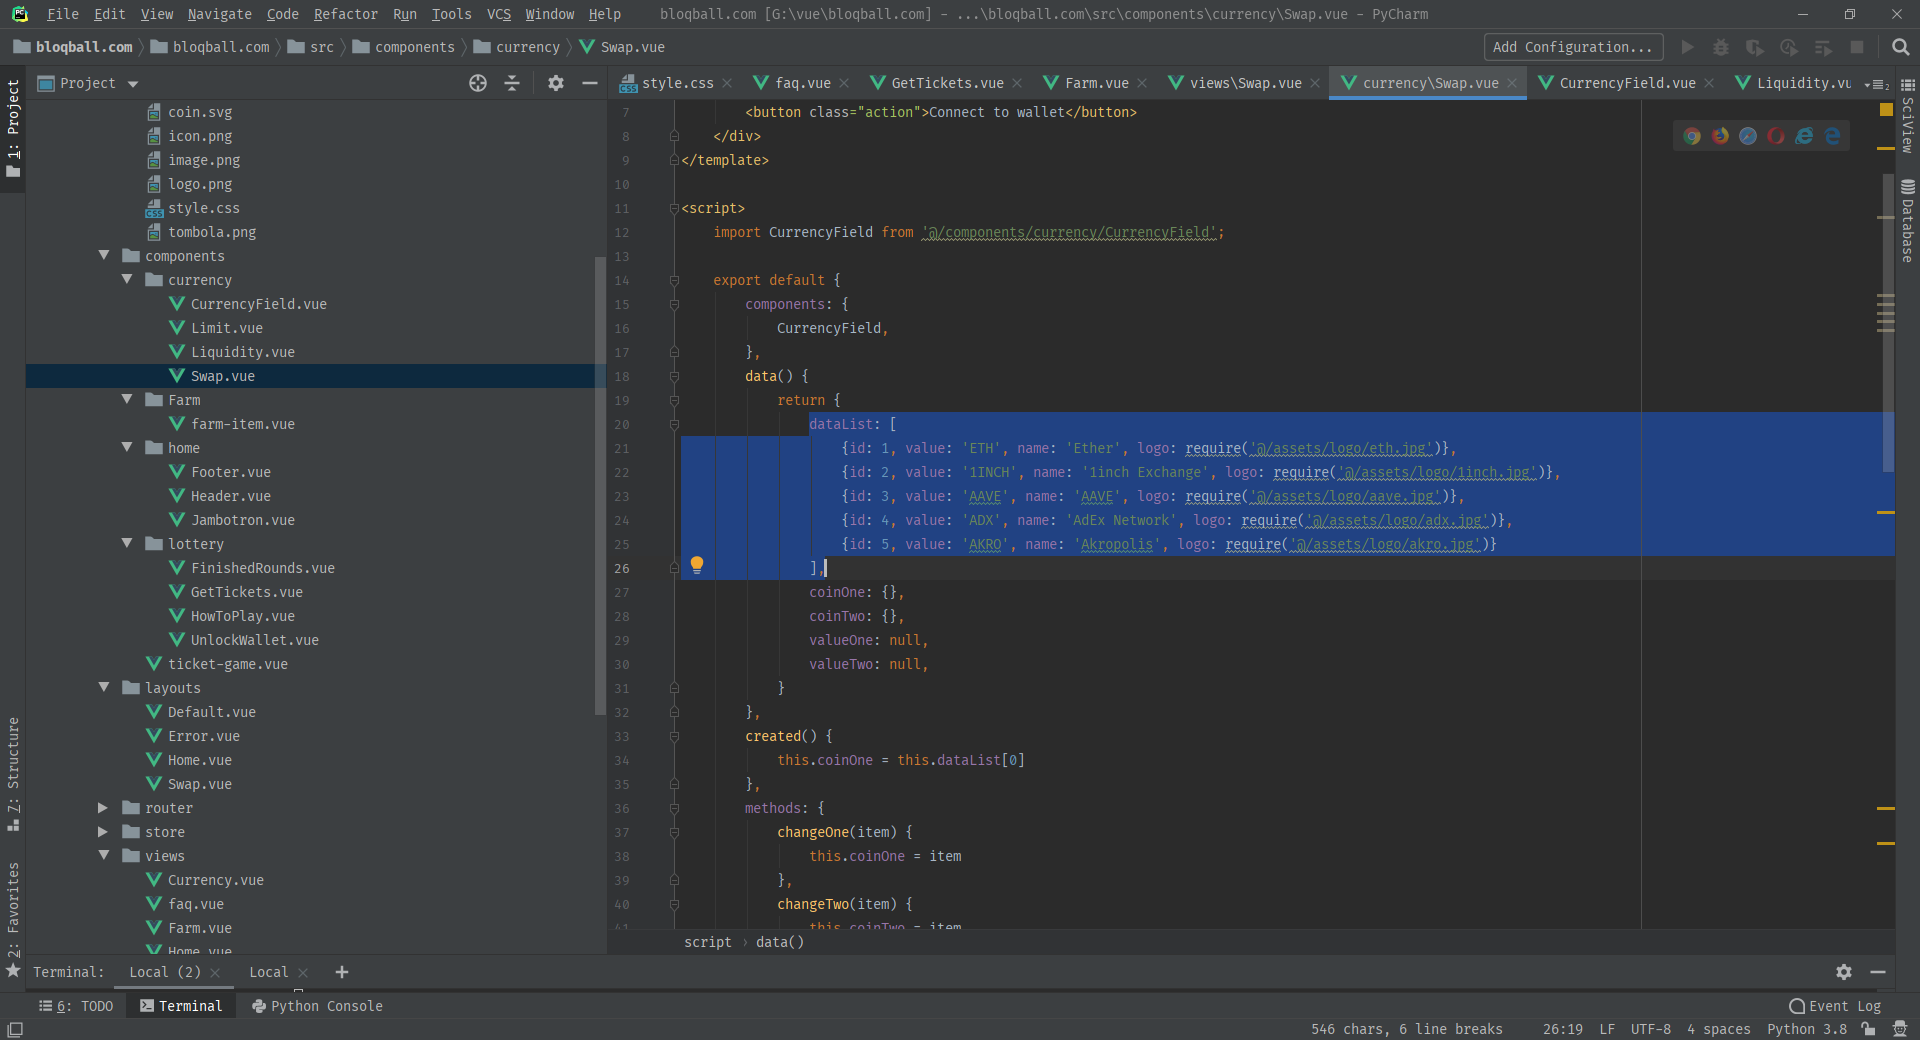 File Edit View Navigate Code Refactor Run Tools VCS Window Help bloqball.com [G:\vue\bloqball.com] - ...\bloqball.com\src\components\currency\Swap.vue - PyCharm
bloqball.com bloqball.com src components currency Swap.vue Add Configuration...
1: Project
Project
style.css faq.vue GetTickets.vue Farm.vue views\Swap.vue currency\Swap.vue CurrencyField.vue Liquidity.vu
coin.svg
icon.png
image.png
logo.png
style.css
tombola.png
components
currency
CurrencyField.vue
Limit.vue
Liquidity.vue
Swap.vue
Farm
farm-item.vue
home
Footer.vue
Header.vue
Jambotron.vue
lottery
FinishedRounds.vue
GetTickets.vue
HowToPlay.vue
UnlockWallet.vue
ticket-game.vue
layouts
Default.vue
Error.vue
Home.vue
Swap.vue
router
store
views
Currency.vue
faq.vue
Farm.vue
Home.vue
7: Structure
2: Favorites
7 <button class="action">Connect to wallet</button>
8 </div>
9 </template>
10
11 <script>
12 import CurrencyField from '@/components/currency/CurrencyField';
13
14 export default {
15 components: {
16 CurrencyField,
17 },
18 data() {
19 return {
20 dataList: [
21 {id: 1, value: 'ETH', name: 'Ether', logo: require('@/assets/logo/eth.jpg')},
22 {id: 2, value: '1INCH', name: '1inch Exchange', logo: require('@/assets/logo/1inch.jpg')},
23 {id: 3, value: 'AAVE', name: 'AAVE', logo: require('@/assets/logo/aave.jpg')},
24 {id: 4, value: 'ADX', name: 'AdEx Network', logo: require('@/assets/logo/adx.jpg')},
25 {id: 5, value: 'AKRO', name: 'Akropolis', logo: require('@/assets/logo/akro.jpg')}
26 ],
27 coinOne: {},
28 coinTwo: {},
29 valueOne: null,
30 valueTwo: null,
31 }
32 },
33 created() {
34 this.coinOne = this.dataList[0]
35 },
36 methods: {
37 changeOne(item) {
38 this.coinOne = item
39 },
40 changeTwo(item) {
41 this.coinTwo = item
script › data()
SciView
Database
Terminal: Local (2) Local
6: TODO Terminal Python Console Event Log
546 chars, 6 line breaks 26:19 LF UTF-8 4 spaces Python 3.8